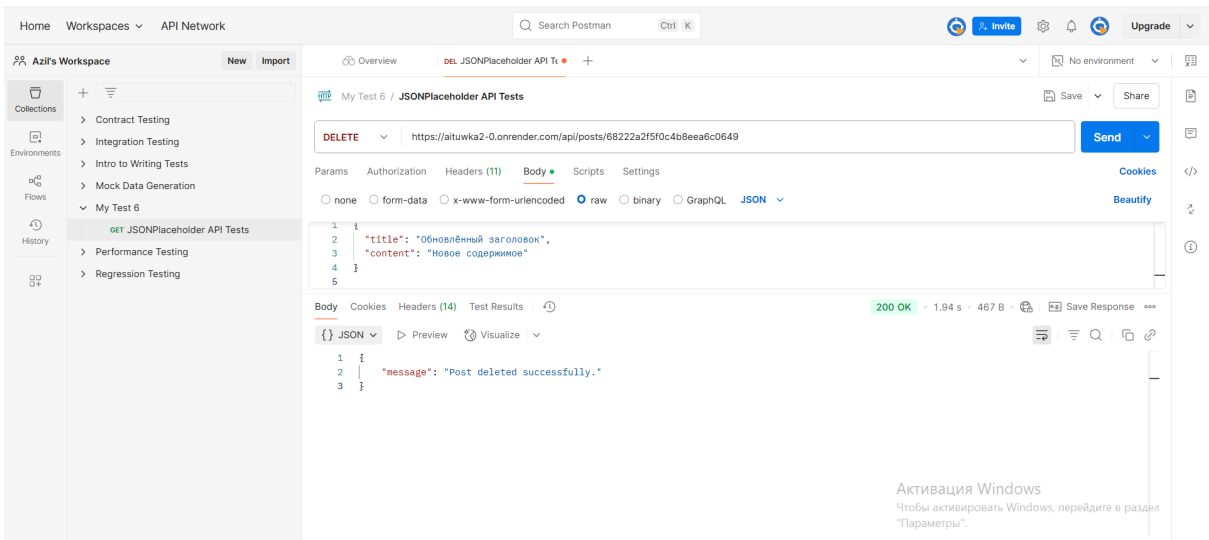 Home Workspaces API Network Search Postman Ctrl K Invite Upgrade
Azil's Workspace New Import Overview DEL JSONPlaceholder API Te No environment
Collections
Environments
Flows
History
Contract Testing
Integration Testing
Intro to Writing Tests
Mock Data Generation
My Test 6
GET JSONPlaceholder API Tests
Performance Testing
Regression Testing
HTTP My Test 6 / JSONPlaceholder API Tests Save Share
DELETE https://aituwka2-0.onrender.com/api/posts/68222a2f5f0c4b8eea6c0649 Send
Params Authorization Headers (11) Body Scripts Settings Cookies
none form-data x-www-form-urlencoded raw binary GraphQL JSON Beautify
1 {
2 "title": "Обновлённый заголовок",
3 "content": "Новое содержимое"
4 }
5
Body Cookies Headers (14) Test Results 200 OK 1.94 s 467 B Save Response
{} JSON Preview Visualize
1 {
2 "message": "Post deleted successfully."
3 }
Активация Windows
Чтобы активировать Windows, перейдите в раздел
"Параметры".